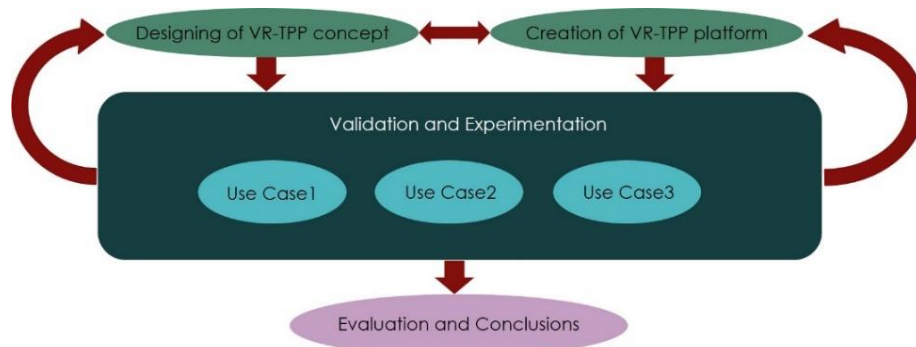 Designing of VR-TPP concept
Creation of VR-TPP platform
Validation and Experimentation
Use Case1
Use Case2
Use Case3
Evaluation and Conclusions